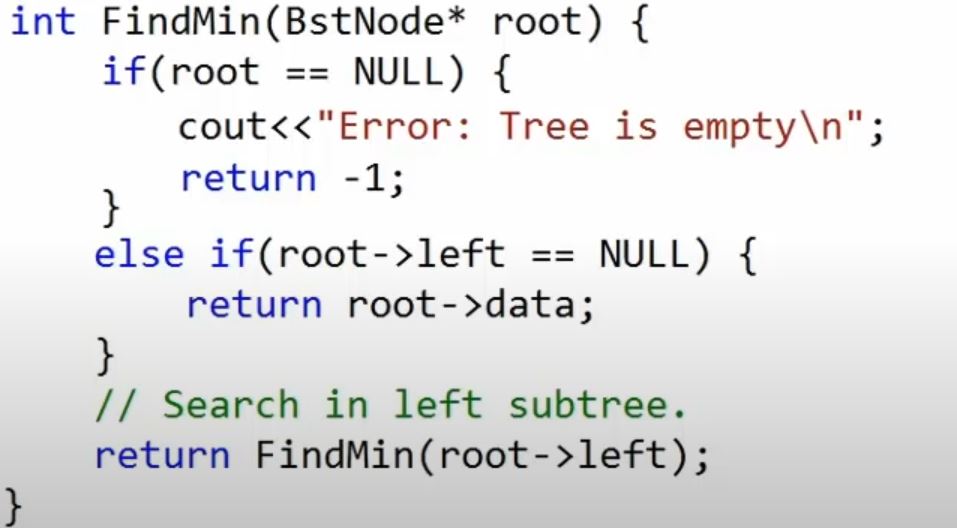 int FindMin(BstNode* root) {
if(root == NULL) {
cout<<"Error: Tree is empty\n";
return -1;
}
else if(root->left == NULL) {
return root->data;
}
// Search in left subtree.
return FindMin(root->left);
}